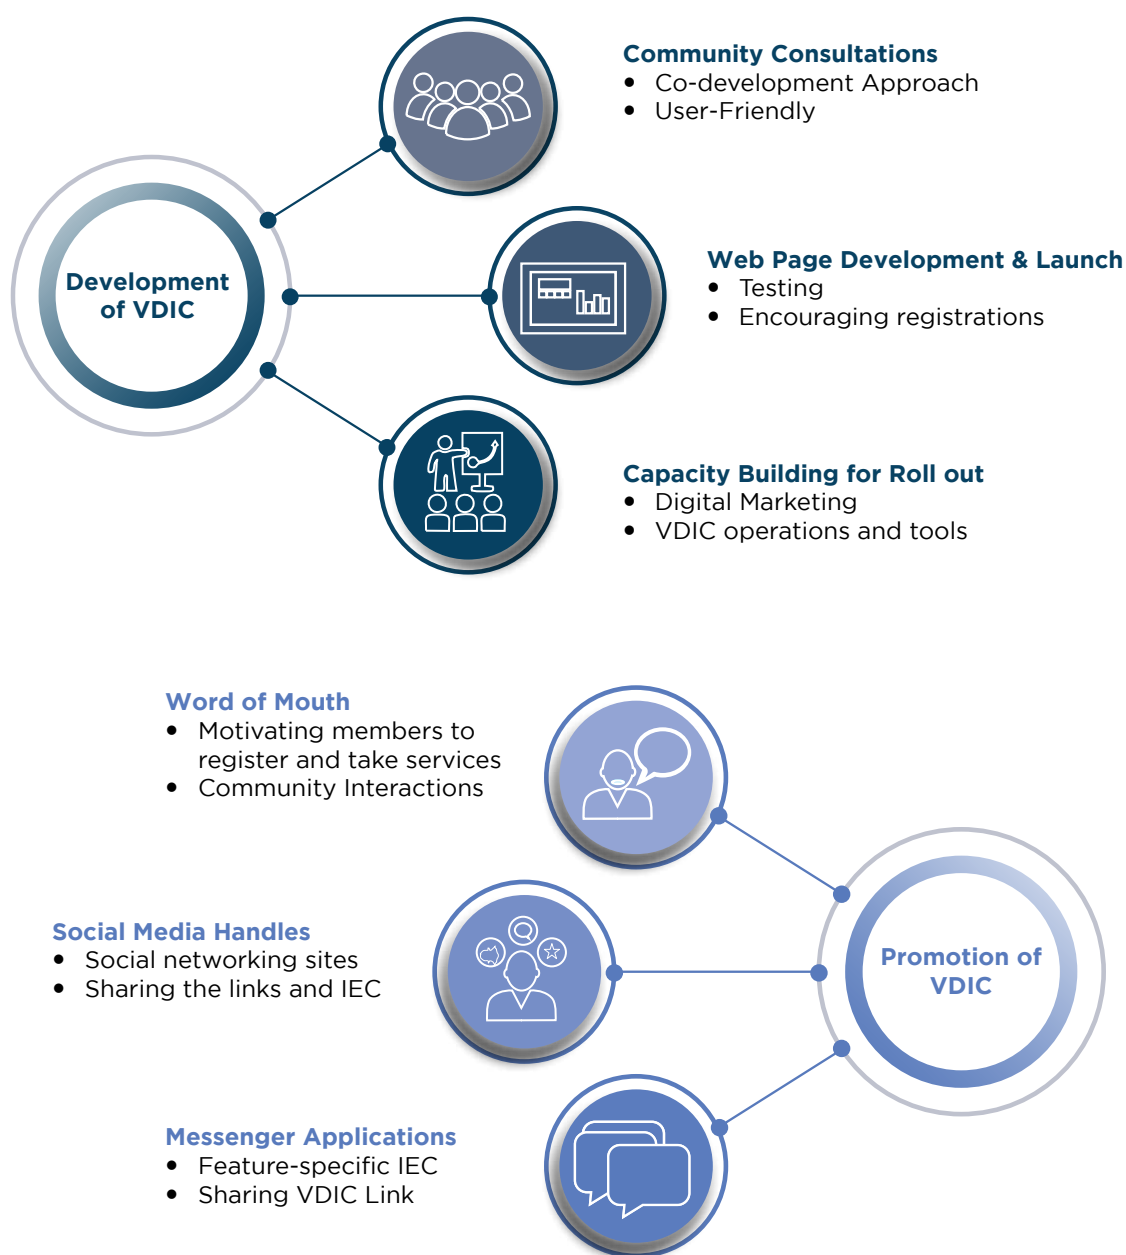 Community Consultations
• Co-development Approach
• User-Friendly
Development
of VDIC
Web Page Development & Launch
• Testing
• Encouraging registrations
Capacity Building for Roll out
• Digital Marketing
• VDIC operations and tools
Word of Mouth
• Motivating members to
register and take services
• Community Interactions
Social Media Handles
• Social networking sites
• Sharing the links and IEC
Promotion of
VDIC
Messenger Applications
• Feature-specific IEC
• Sharing VDIC Link